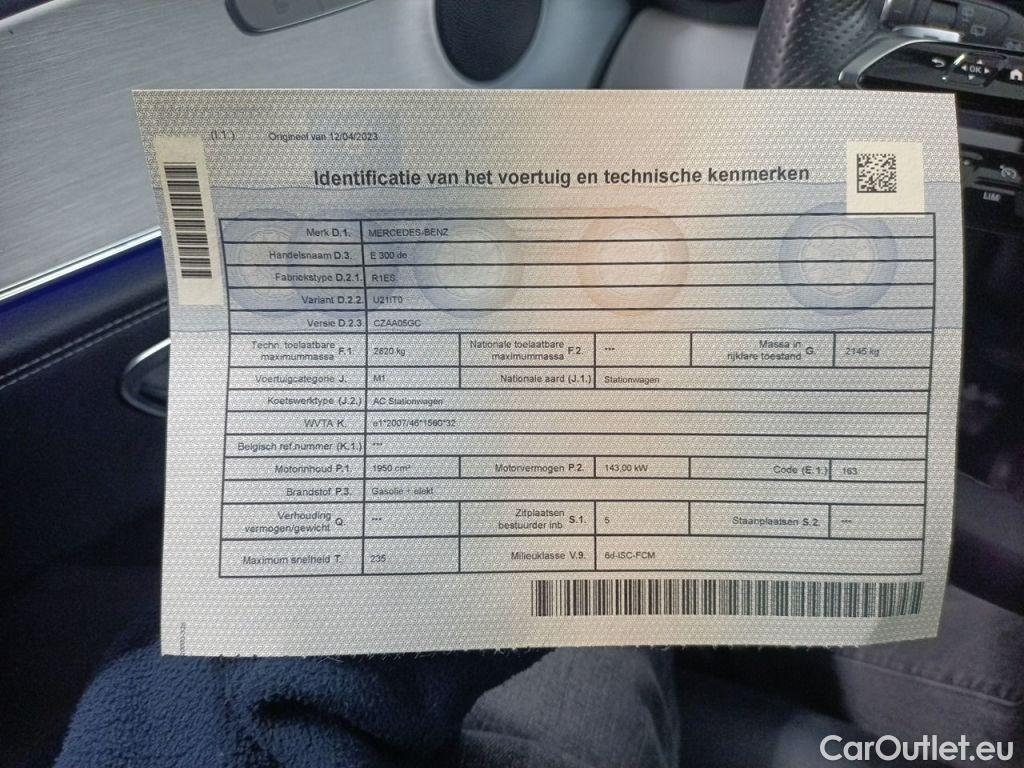 OK
LIM
(I.1.) Origineel van 12/04/2023
Identificatie van het voertuig en technische kenmerken
Merk D.1. MERCEDES-BENZ
Handelsnaam D.3. E 300 de
Fabriekstype D.2.1. R1ES
Variant D.2.2. U21IT0
Versie D.2.3. CZAA05GC
Techn. toelaatbare maximummassa F.1. 2620 kg Nationale toelaatbare maximummassa F.2. --- Massa in rijklare toestand G. 2145 kg
Voertuigcategorie J. M1 Nationale aard (J.1.) Stationwagen
Koetswerktype (J.2.) AC Stationwagen
WVTA K. e1*2007/46*1560*32
Belgisch ref.nummer (K.1.) ---
Motorinhoud P.1. 1950 cm³ Motorvermogen P.2. 143,00 kW Code (E.1.) 163
Brandstof P.3. Gasolie + elekt
Verhouding vermogen/gewicht Q. --- Zitplaatsen bestuurder inb S.1. 5 Staanplaatsen S.2. ---
Maximum snelheid T. 235 Milieuklasse V.9. 6d-ISC-FCM
CarOutlet.eu